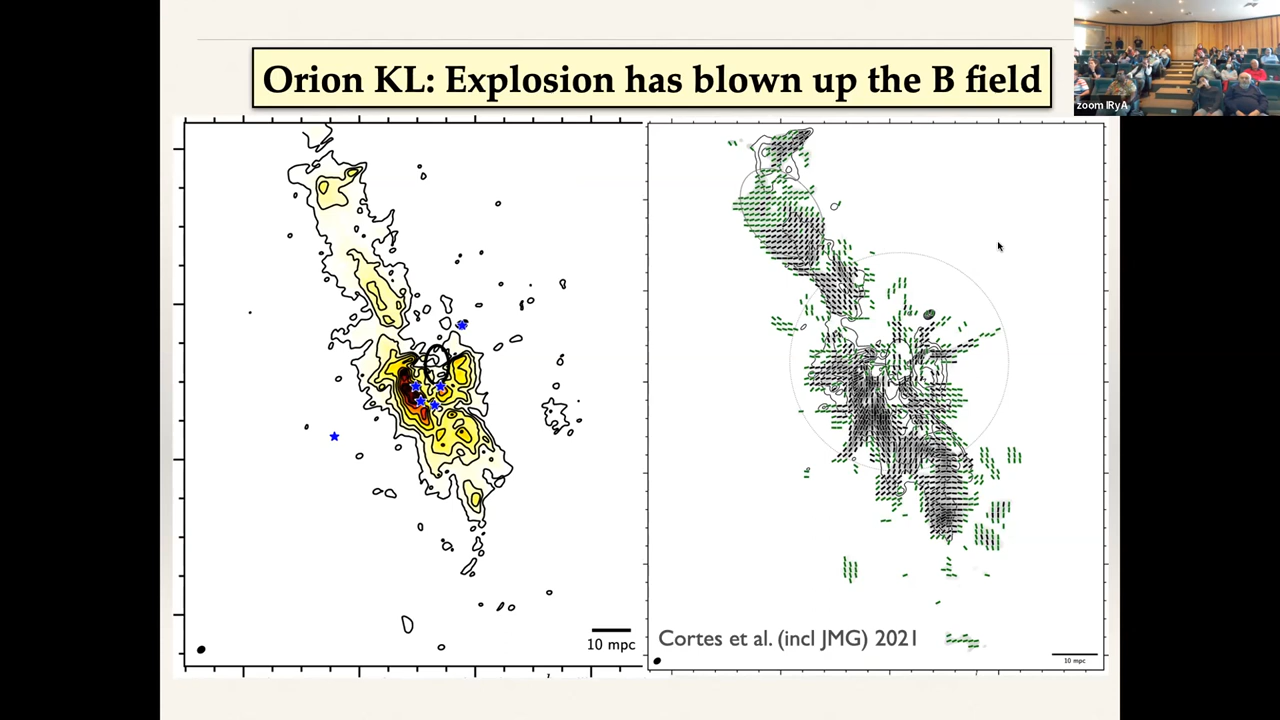 Orion KL: Explosion has blown up the B field
zoom IRyA
10 mpc
Cortes et al. (incl JMG) 2021
10 mpc